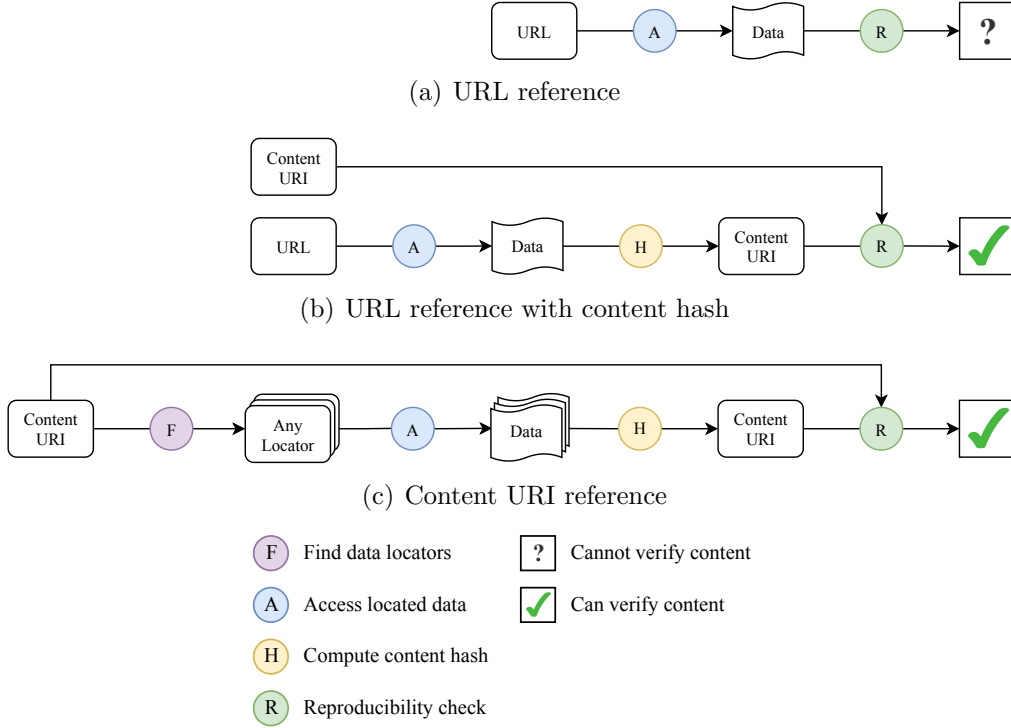 URL A Data R ?
(a) URL reference
Content
URI
URL A Data H Content
URI R
(b) URL reference with content hash
Content
URI F Any
Locator A Data H Content
URI R
(c) Content URI reference
F Find data locators
? Cannot verify content
A Access located data
Can verify content
H Compute content hash
R Reproducibility check